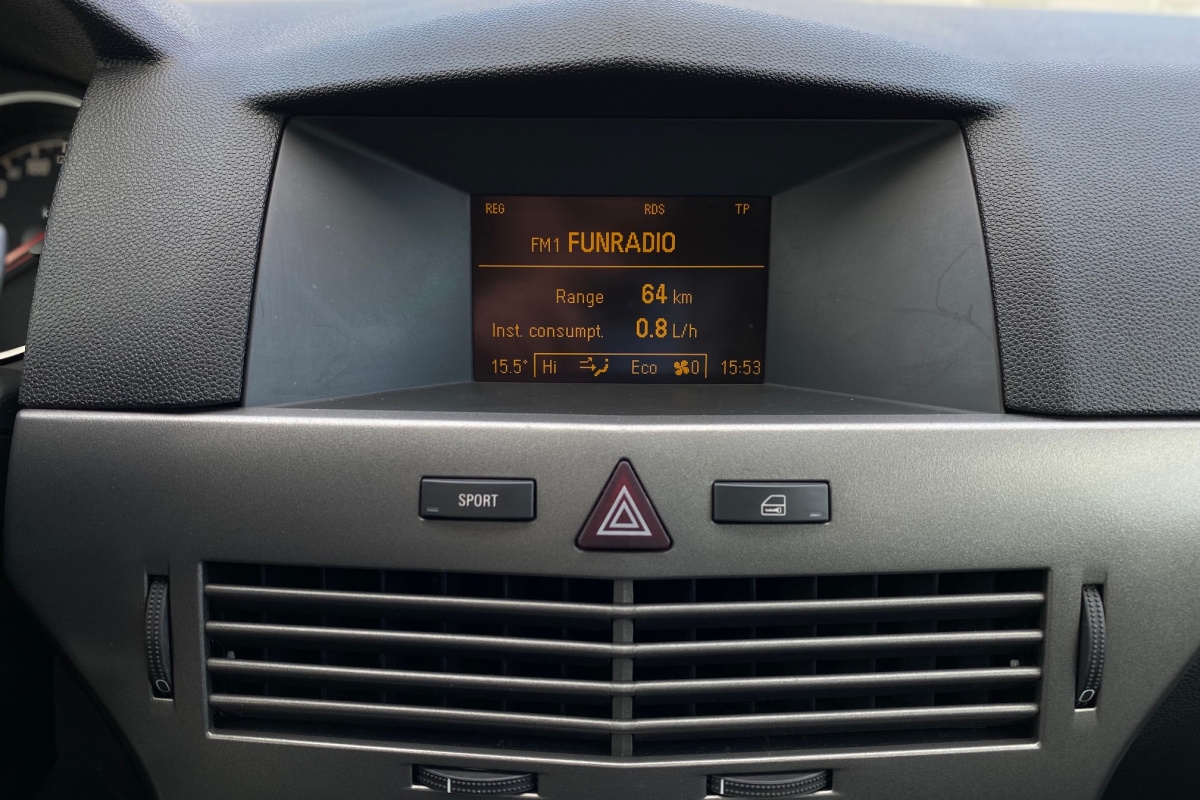 REG RDS TP
FM1 FUNRADIO
Range 64 km
Inst. consumpt. 0.8 L/h
15.5° Hi Eco 0 15:53
SPORT